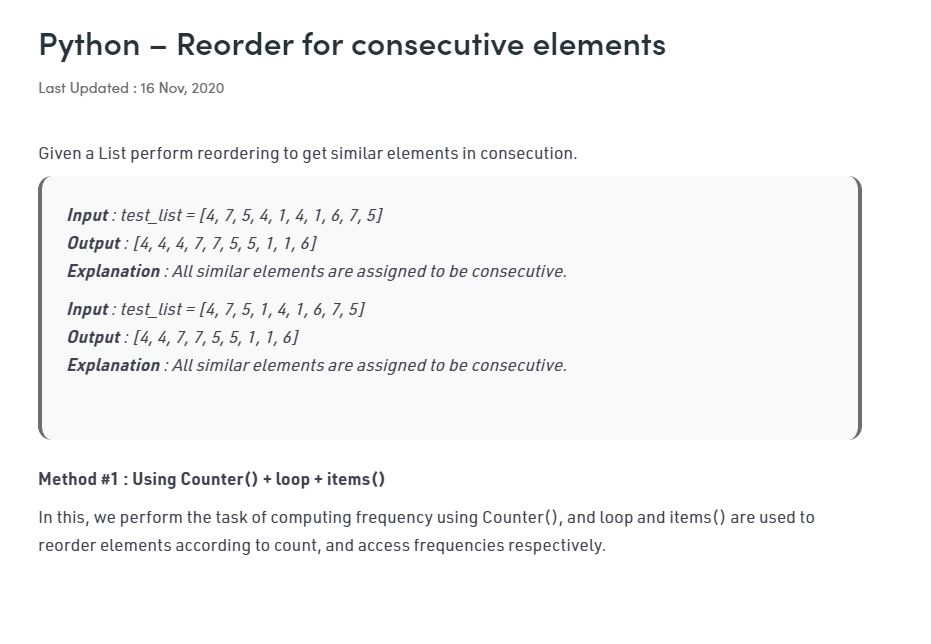 Python – Reorder for consecutive elements
Last Updated : 16 Nov, 2020
Given a List perform reordering to get similar elements in consecution.
Input : test_list = [4, 7, 5, 4, 1, 4, 1, 6, 7, 5]
Output : [4, 4, 4, 7, 7, 5, 5, 1, 1, 6]
Explanation : All similar elements are assigned to be consecutive.
Input : test_list = [4, 7, 5, 1, 4, 1, 6, 7, 5]
Output : [4, 4, 7, 7, 5, 5, 1, 1, 6]
Explanation : All similar elements are assigned to be consecutive.
Method #1 : Using Counter() + loop + items()
In this, we perform the task of computing frequency using Counter(), and loop and items() are used to
reorder elements according to count, and access frequencies respectively.